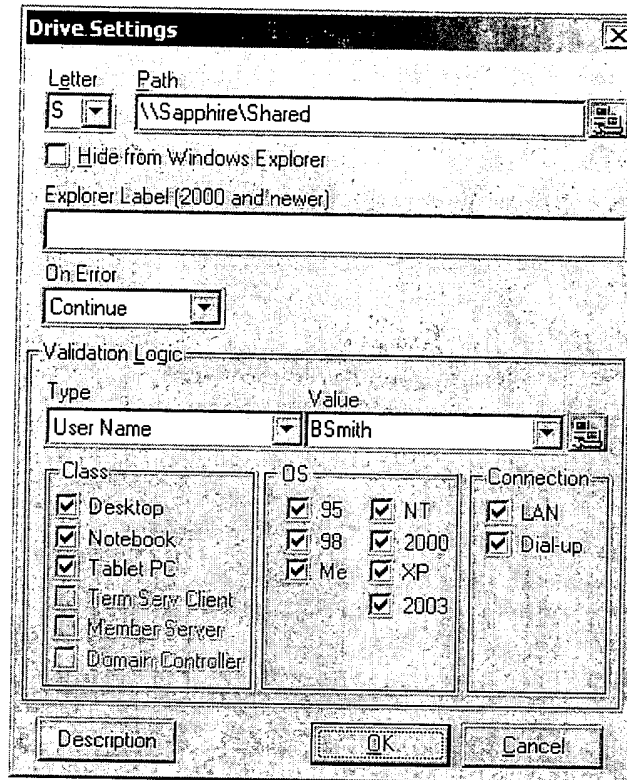 Drive Settings
Letter Path
S \\Sapphire\Shared
Hide from Windows Explorer
Explorer Label (2000 and newer)
On Error
Continue
Validation Logic
Type Value
User Name BSmith
Class OS Connection
Desktop 95 NT LAN
Notebook 98 2000 Dial-up
Tablet PC Me XP
Term Serv Client 2003
Member Server
Domain Controller
Description OK Cancel